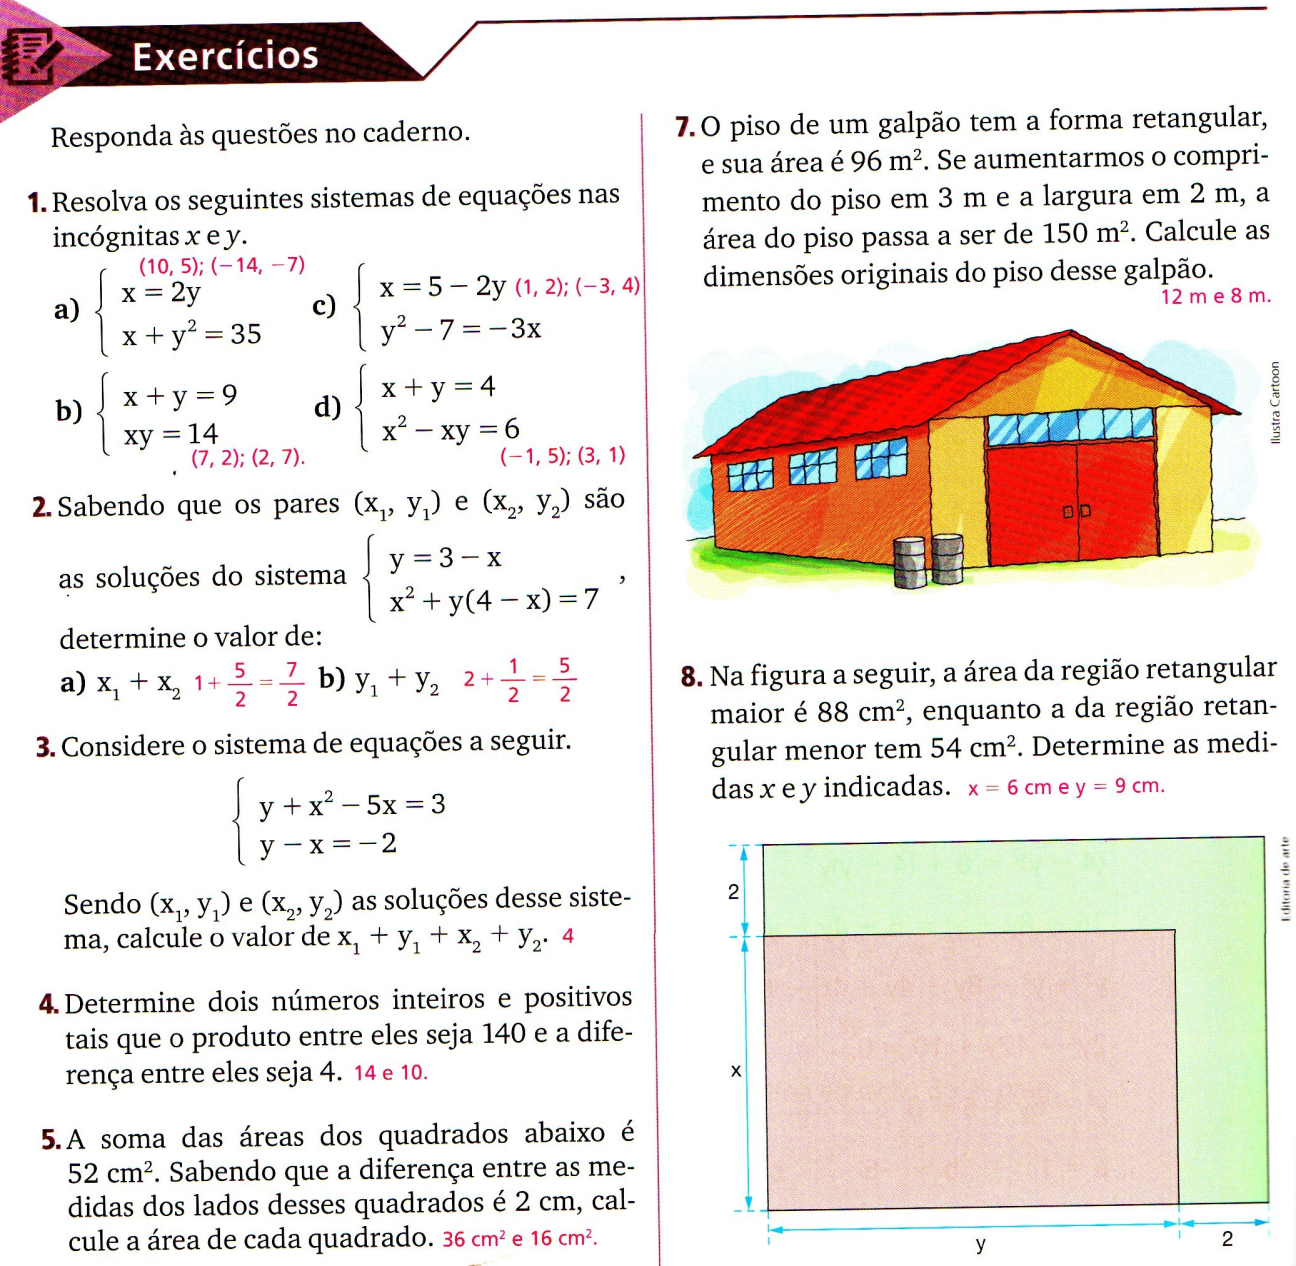 Exercícios
Responda às questões no caderno.
1. Resolva os seguintes sistemas de equações nas
incógnitas x e y.
a) (10, 5); (−14, −7)
x = 2y
x + y² = 35
b) x + y = 9
xy = 14
(7, 2); (2, 7).
c) x = 5 − 2y (1, 2); (−3, 4)
y² − 7 = −3x
d) x + y = 4
x² − xy = 6
(−1, 5); (3, 1)
2. Sabendo que os pares (x₁, y₁) e (x₂, y₂) são
as soluções do sistema { y = 3 − x
x² + y(4 − x) = 7 ,
determine o valor de:
a) x₁ + x₂ 1 + 5/2 = 7/2 b) y₁ + y₂ 2 + 1/2 = 5/2
3. Considere o sistema de equações a seguir.
y + x² − 5x = 3
y − x = −2
Sendo (x₁, y₁) e (x₂, y₂) as soluções desse siste-
ma, calcule o valor de x₁ + y₁ + x₂ + y₂. 4
4. Determine dois números inteiros e positivos
tais que o produto entre eles seja 140 e a dife-
rença entre eles seja 4. 14 e 10.
5. A soma das áreas dos quadrados abaixo é
52 cm². Sabendo que a diferença entre as me-
didas dos lados desses quadrados é 2 cm, cal-
cule a área de cada quadrado. 36 cm² e 16 cm².
7. O piso de um galpão tem a forma retangular,
e sua área é 96 m². Se aumentarmos o compri-
mento do piso em 3 m e a largura em 2 m, a
área do piso passa a ser de 150 m². Calcule as
dimensões originais do piso desse galpão.
12 m e 8 m.
Ilustra Cartoon
8. Na figura a seguir, a área da região retangular
maior é 88 cm², enquanto a da região retan-
gular menor tem 54 cm². Determine as medi-
das x e y indicadas. x = 6 cm e y = 9 cm.
Editoria de arte
2
x
y
2